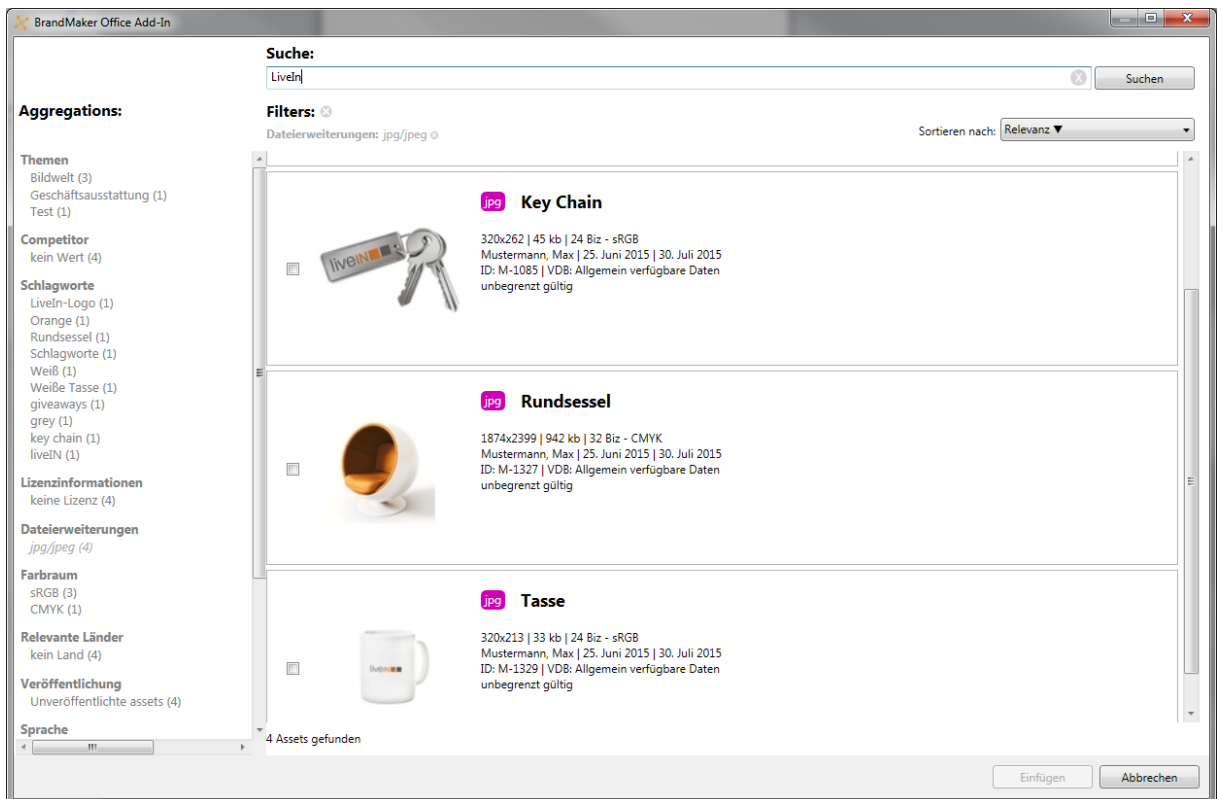 BrandMaker Office Add-In
Suche:
LiveIn
Suchen
Aggregations:
Filters:
Dateierweiterungen: jpg/jpeg
Sortieren nach: Relevanz ▼
Themen
Bildwelt (3)
Geschäftsausstattung (1)
Test (1)
Competitor
kein Wert (4)
Schlagworte
LiveIn-Logo (1)
Orange (1)
Rundsessel (1)
Schlagworte (1)
Weiß (1)
Weiße Tasse (1)
giveaways (1)
grey (1)
key chain (1)
liveIN (1)
Lizenzinformationen
keine Lizenz (4)
Dateierweiterungen
jpg/jpeg (4)
Farbraum
sRGB (3)
CMYK (1)
Relevante Länder
kein Land (4)
Veröffentlichung
Unveröffentlichte assets (4)
Sprache
jpg Key Chain
liveIN
320x262 | 45 kb | 24 Biz - sRGB
Mustermann, Max | 25. Juni 2015 | 30. Juli 2015
ID: M-1085 | VDB: Allgemein verfügbare Daten
unbegrenzt gültig
jpg Rundsessel
1874x2399 | 942 kb | 32 Biz - CMYK
Mustermann, Max | 25. Juni 2015 | 30. Juli 2015
ID: M-1327 | VDB: Allgemein verfügbare Daten
unbegrenzt gültig
jpg Tasse
liveIN
320x213 | 33 kb | 24 Biz - sRGB
Mustermann, Max | 25. Juni 2015 | 30. Juli 2015
ID: M-1329 | VDB: Allgemein verfügbare Daten
unbegrenzt gültig
4 Assets gefunden
Einfügen
Abbrechen